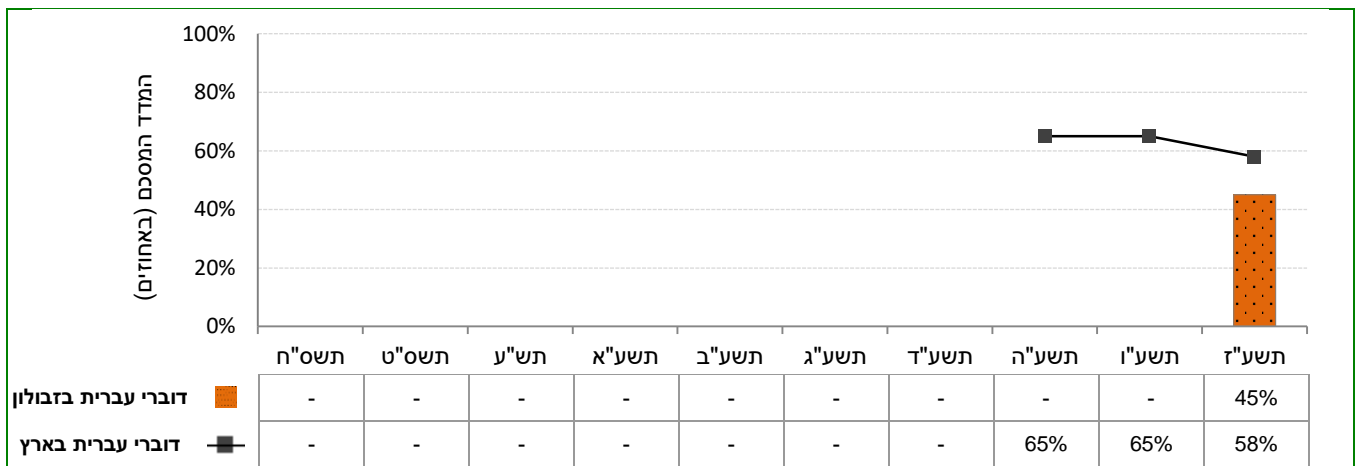 המדד המסכם (באחוזים)
100%
80%
60%
40%
20%
0%
תשס"ח תשס"ט תש"ע תשע"א תשע"ב תשע"ג תשע"ד תשע"ה תשע"ו תשע"ז
דוברי עברית בזבולון - - - - - - - - - 45%
דוברי עברית בארץ - - - - - - - 65% 65% 58%